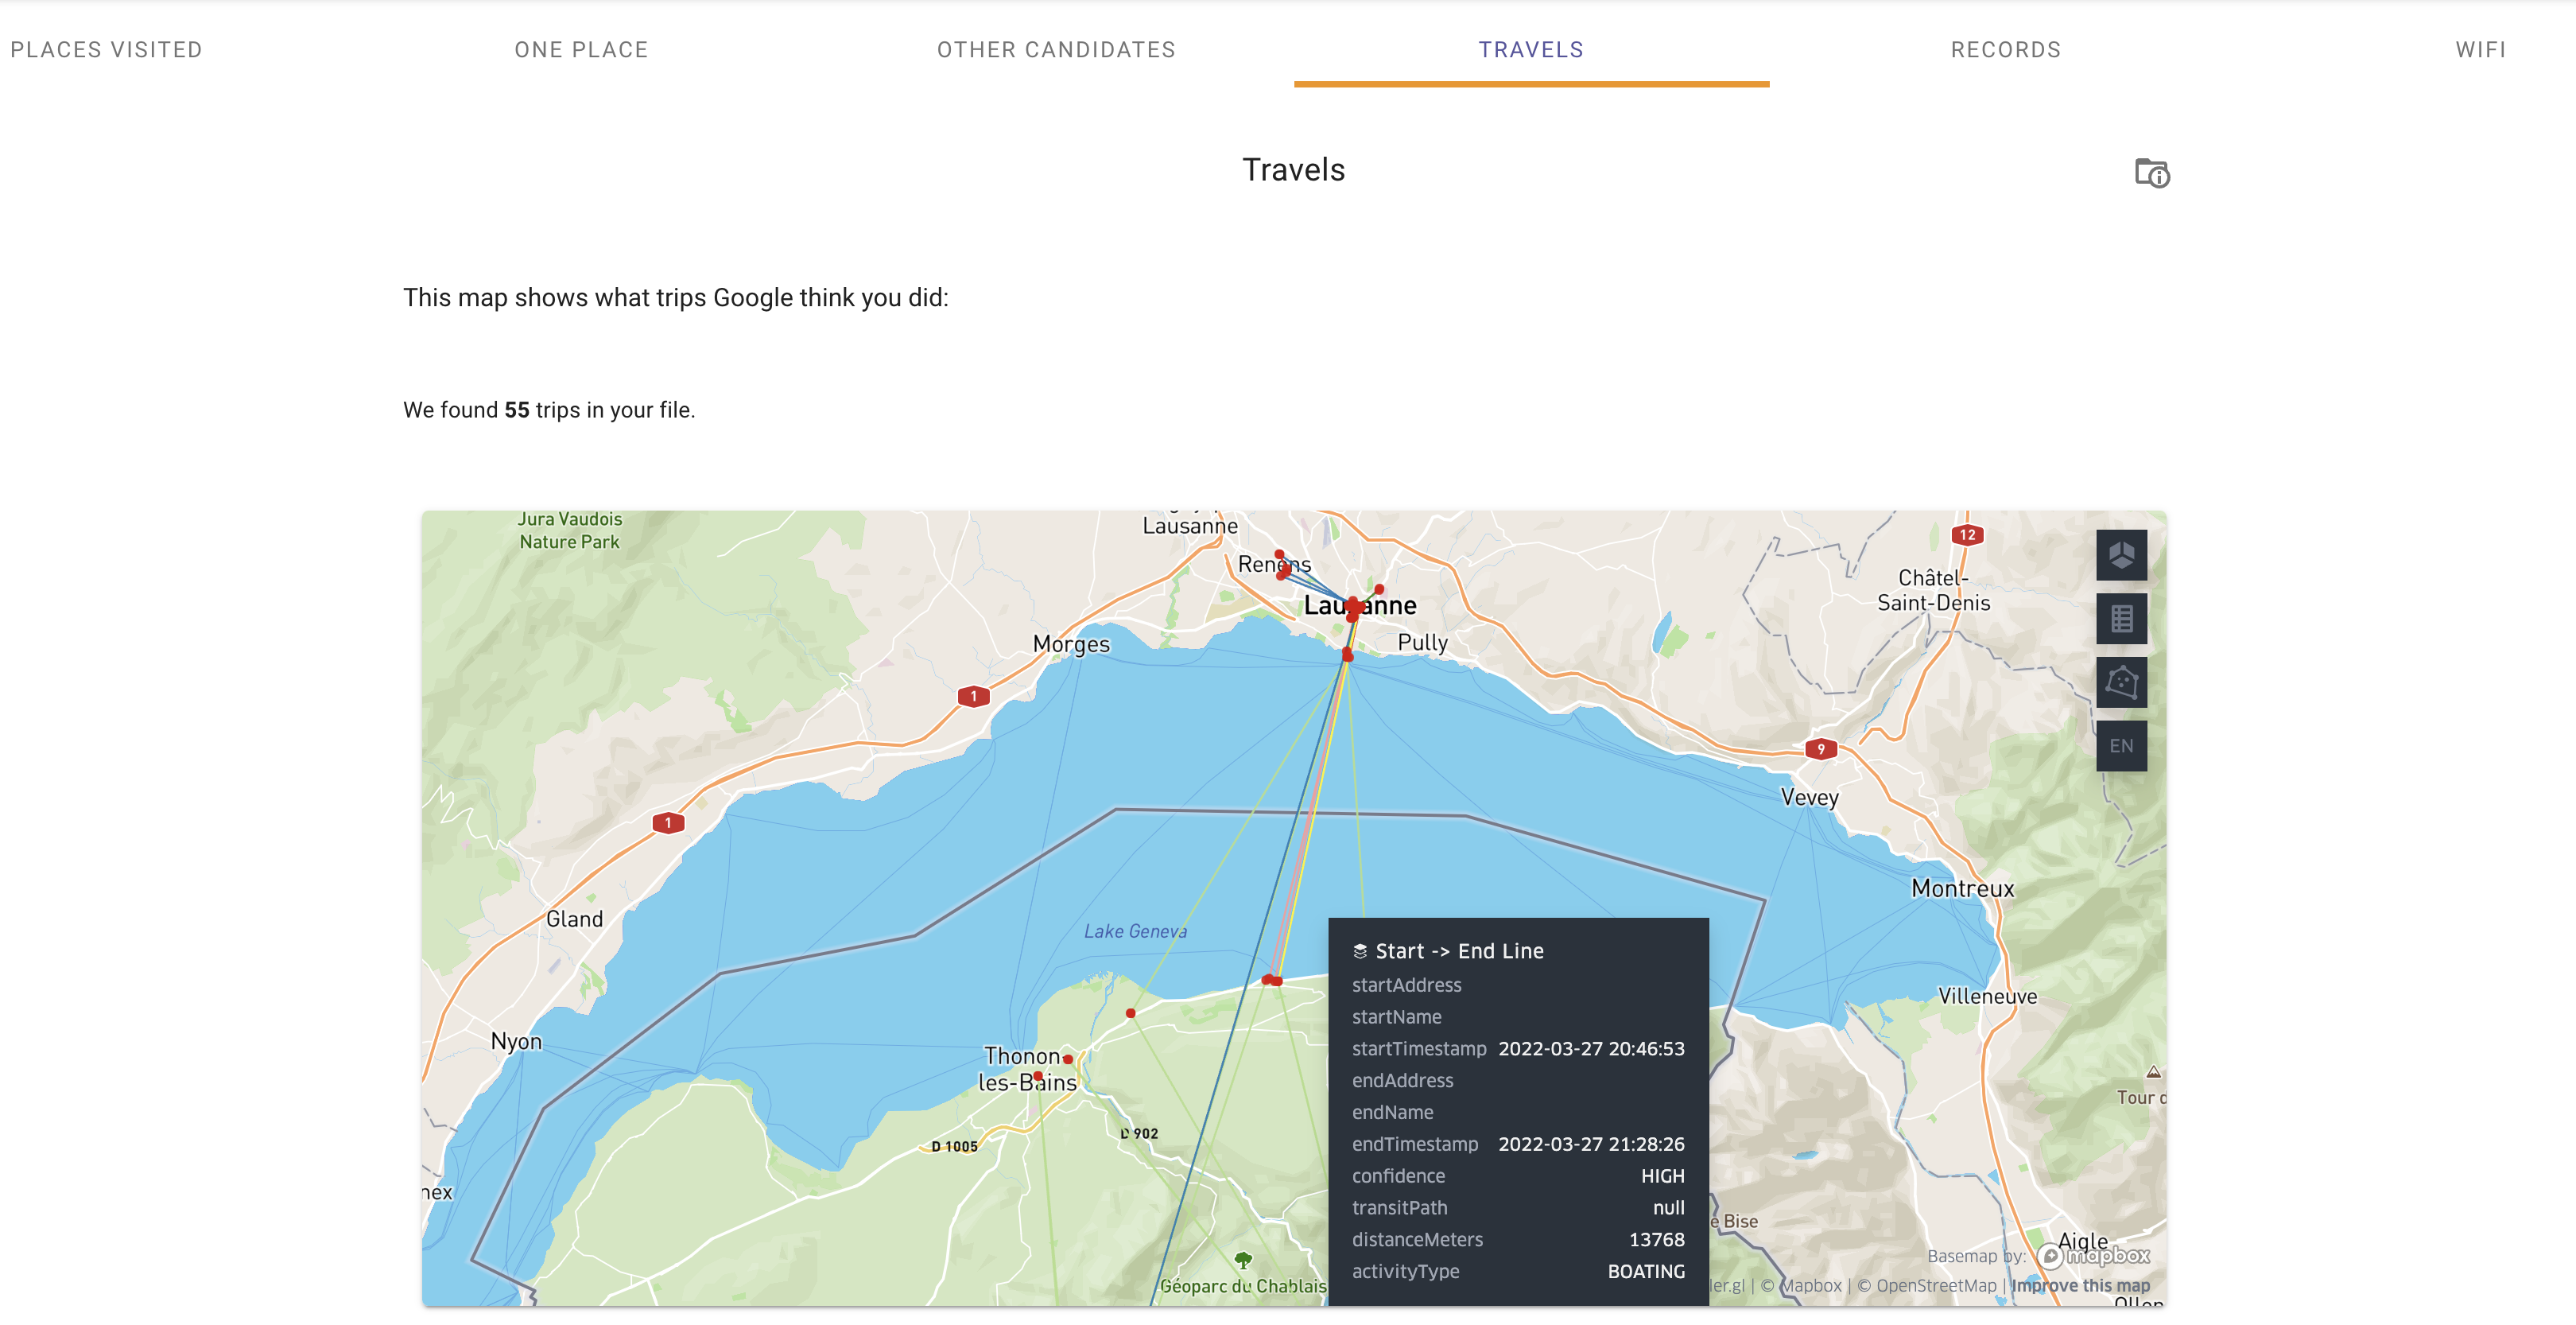 PLACES VISITED
ONE PLACE
OTHER CANDIDATES
TRAVELS
RECORDS
WIFI
Travels
This map shows what trips Google think you did:
We found 55 trips in your file.
Jura Vaudois
Nature Park
Lausanne
Renens
Lausanne
Pully
Morges
12
Châtel-
Saint-Denis
1
EN
9
Vevey
1
Montreux
Gland
Lake Geneva
Villeneuve
Nyon
Thonon-
les-Bains
D 1005
D 902
Géoparc du Chablais
Start -> End Line
startAddress
startName
startTimestamp 2022-03-27 20:46:53
endAddress
endName
endTimestamp 2022-03-27 21:28:26
confidence HIGH
transitPath null
distanceMeters 13768
activityType BOATING
e Bise
Aigle
Basemap by: mapbox
ler.gl | © Mapbox | © OpenStreetMap | Improve this map